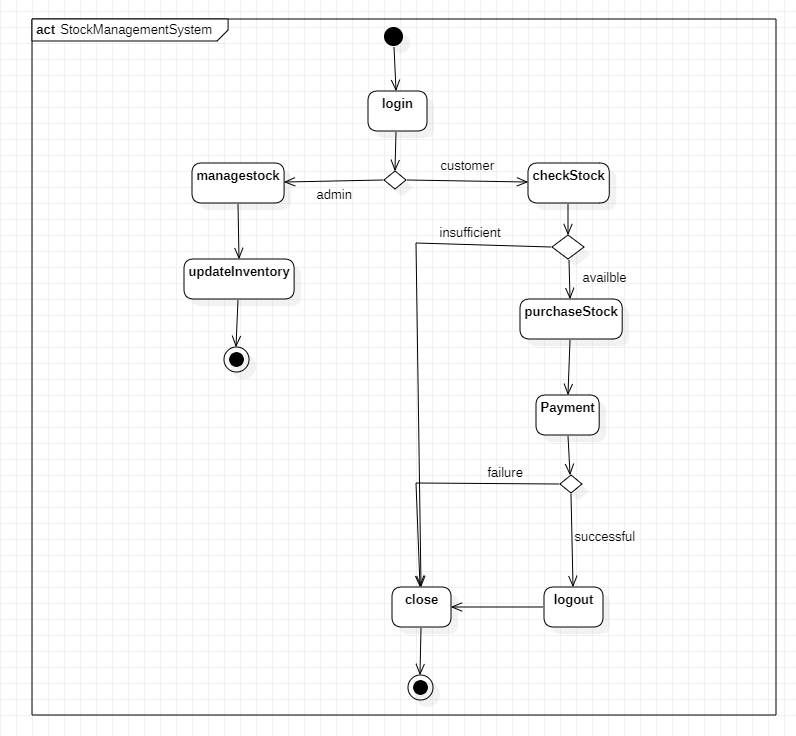 act StockManagementSystem
login
customer
managestock
checkStock
admin
insufficient
updateInventory
availble
purchaseStock
Payment
failure
successful
close
logout